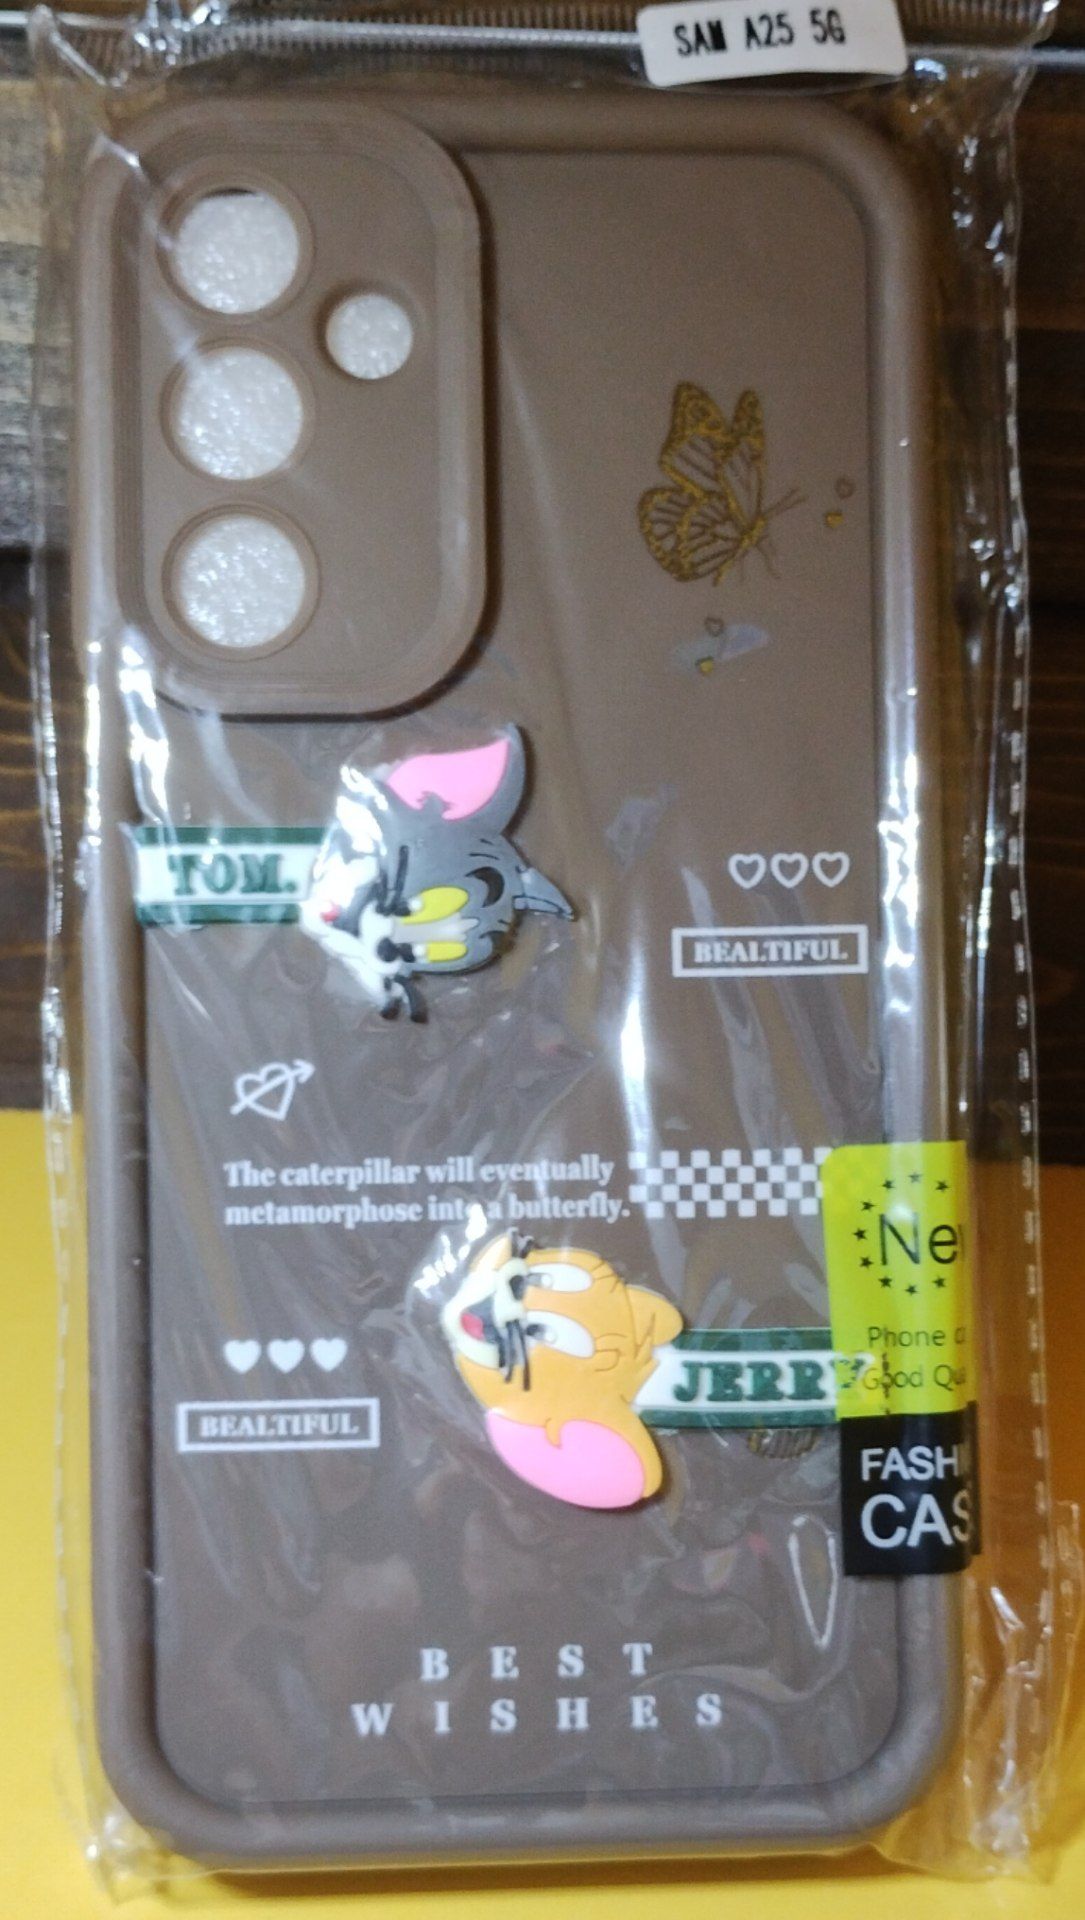 SAM A25 5G
TOM.
BEALTIFUL
The caterpillar will eventually
metamorphose into a butterfly.
Ne
Phone
Good Qu
JERRY
BEALTIFUL
FASH
CAS
BEST
WISHES